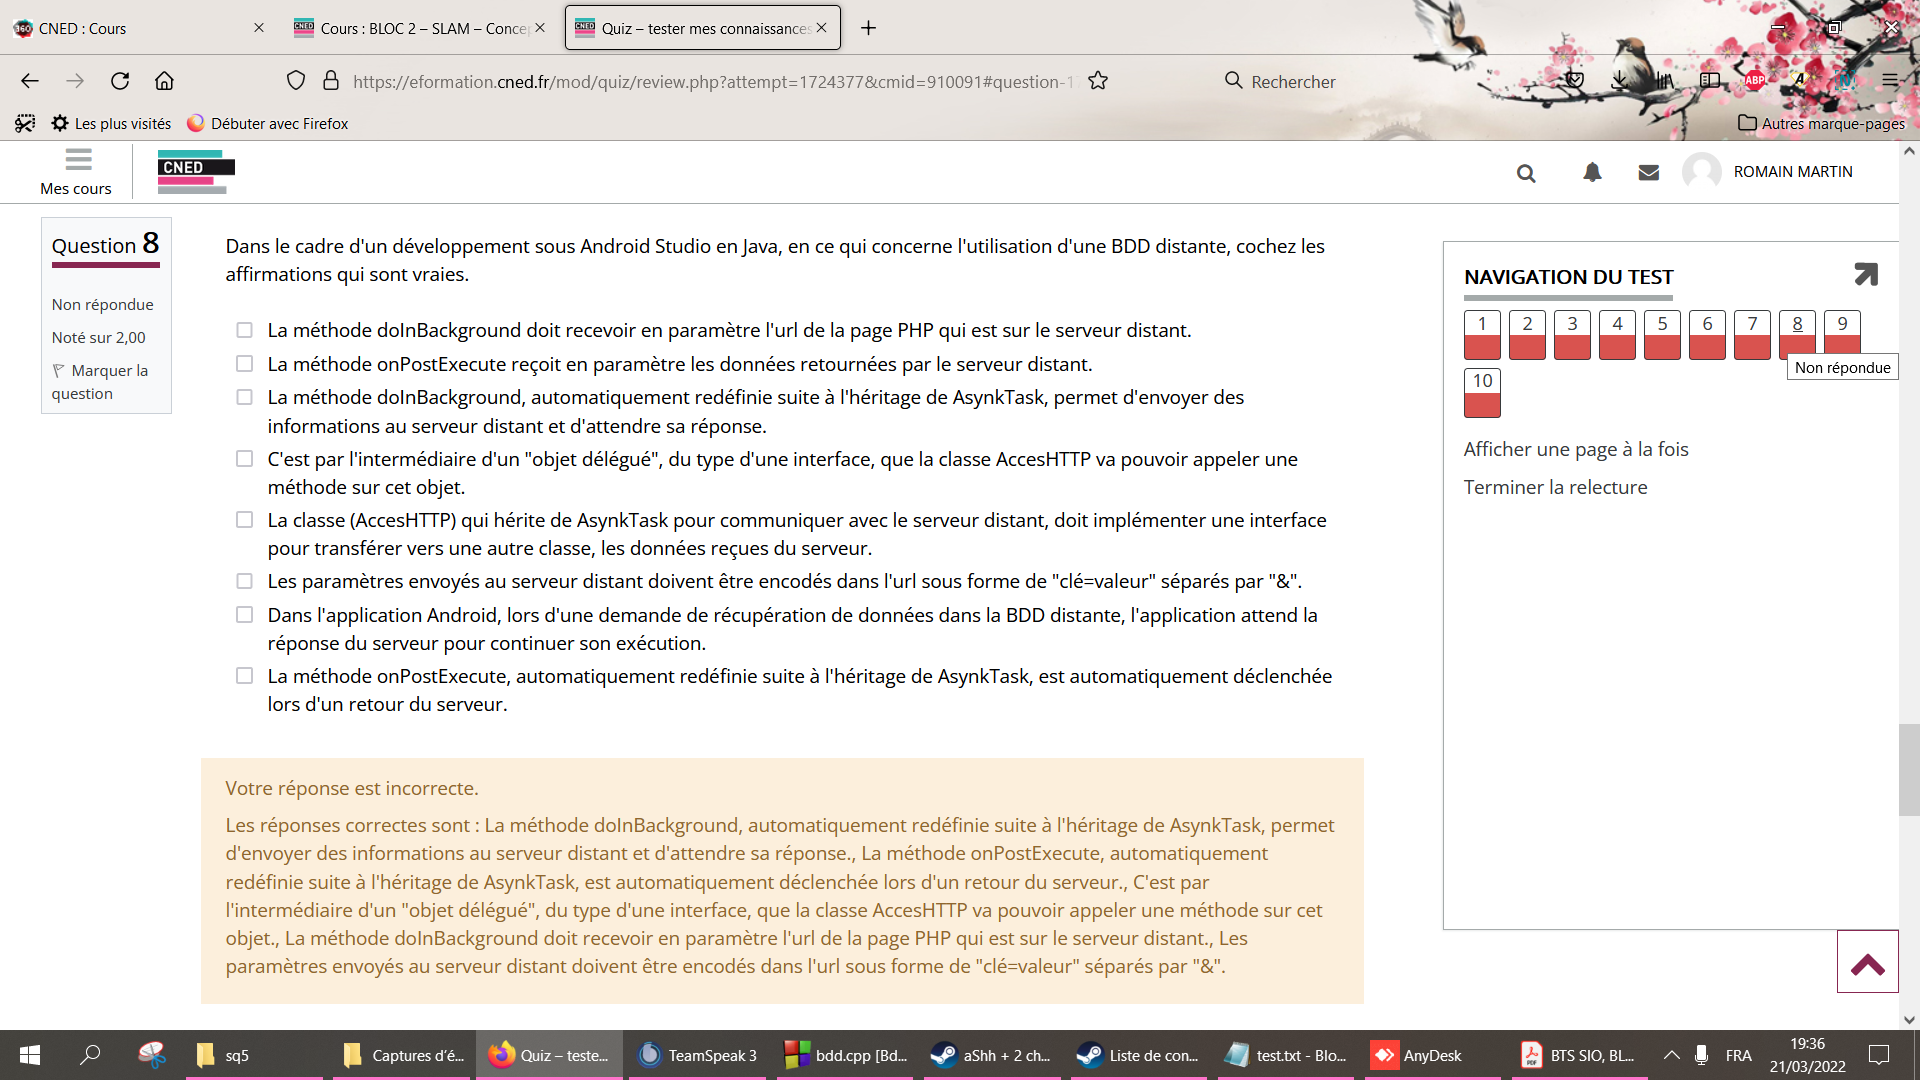 CNED : Cours
Cours : BLOC 2 – SLAM – Concep
Quiz – tester mes connaissances
https://eformation.cned.fr/mod/quiz/review.php?attempt=1724377&cmid=910091#question-1
Rechercher
Les plus visités
Débuter avec Firefox
Autres marque-pages
Mes cours
CNED
ROMAIN MARTIN
Question 8
Non répondue
Noté sur 2,00
Marquer la
question
Dans le cadre d'un développement sous Android Studio en Java, en ce qui concerne l'utilisation d'une BDD distante, cochez les
affirmations qui sont vraies.
La méthode doInBackground doit recevoir en paramètre l'url de la page PHP qui est sur le serveur distant.
La méthode onPostExecute reçoit en paramètre les données retournées par le serveur distant.
La méthode doInBackground, automatiquement redéfinie suite à l'héritage de AsynkTask, permet d'envoyer des
informations au serveur distant et d'attendre sa réponse.
C'est par l'intermédiaire d'un "objet délégué", du type d'une interface, que la classe AccesHTTP va pouvoir appeler une
méthode sur cet objet.
La classe (AccesHTTP) qui hérite de AsynkTask pour communiquer avec le serveur distant, doit implémenter une interface
pour transférer vers une autre classe, les données reçues du serveur.
Les paramètres envoyés au serveur distant doivent être encodés dans l'url sous forme de "clé=valeur" séparés par "&".
Dans l'application Android, lors d'une demande de récupération de données dans la BDD distante, l'application attend la
réponse du serveur pour continuer son exécution.
La méthode onPostExecute, automatiquement redéfinie suite à l'héritage de AsynkTask, est automatiquement déclenchée
lors d'un retour du serveur.
Votre réponse est incorrecte.
Les réponses correctes sont : La méthode doInBackground, automatiquement redéfinie suite à l'héritage de AsynkTask, permet
d'envoyer des informations au serveur distant et d'attendre sa réponse., La méthode onPostExecute, automatiquement
redéfinie suite à l'héritage de AsynkTask, est automatiquement déclenchée lors d'un retour du serveur., C'est par
l'intermédiaire d'un "objet délégué", du type d'une interface, que la classe AccesHTTP va pouvoir appeler une méthode sur cet
objet., La méthode doInBackground doit recevoir en paramètre l'url de la page PHP qui est sur le serveur distant., Les
paramètres envoyés au serveur distant doivent être encodés dans l'url sous forme de "clé=valeur" séparés par "&".
NAVIGATION DU TEST
1 2 3 4 5 6 7 8 9
Non répondue
10
Afficher une page à la fois
Terminer la relecture
sq5
Captures d'é...
Quiz – teste...
TeamSpeak 3
bdd.cpp [Bd...
aShh + 2 ch...
Liste de con...
test.txt - Blo...
AnyDesk
BTS SIO, BL...
FRA
19:36
21/03/2022